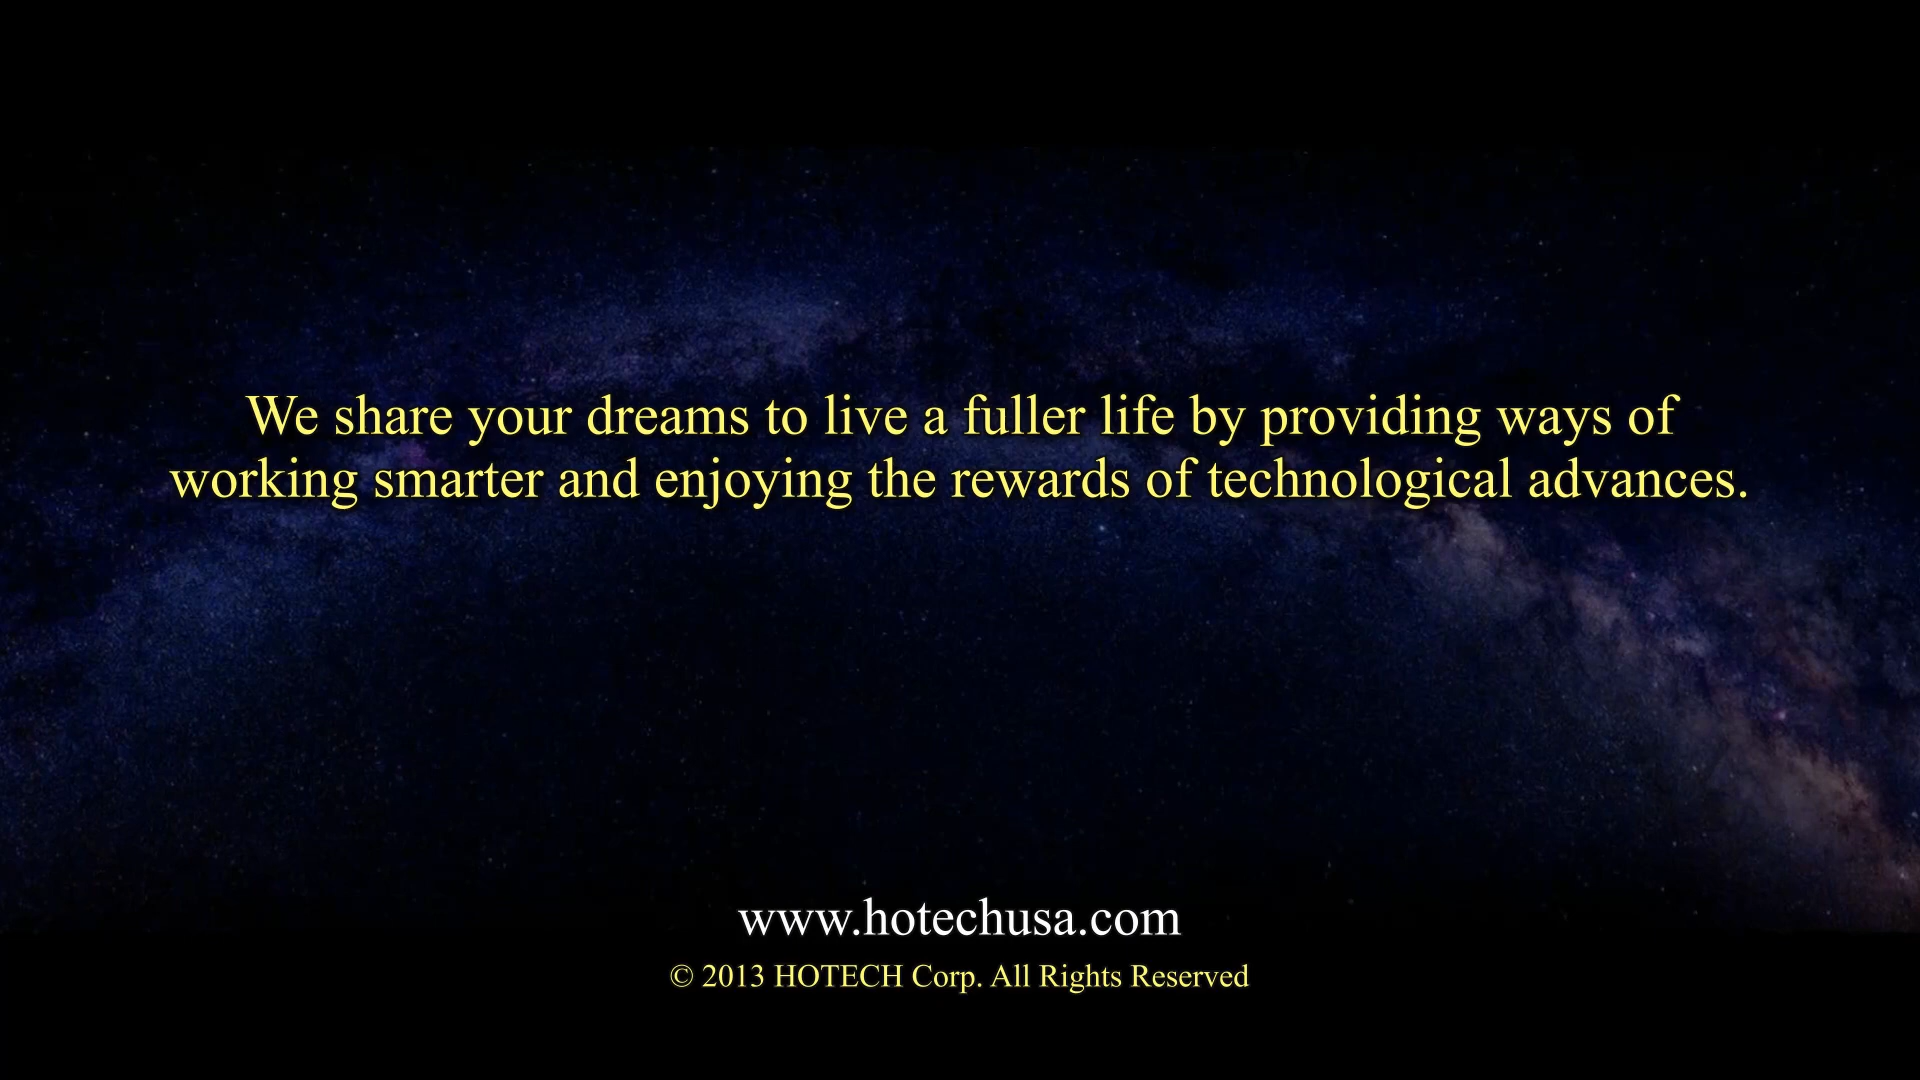 We share your dreams to live a fuller life by providing ways of
working smarter and enjoying the rewards of technological advances.
www.hotechusa.com
© 2013 HOTECH Corp. All Rights Reserved